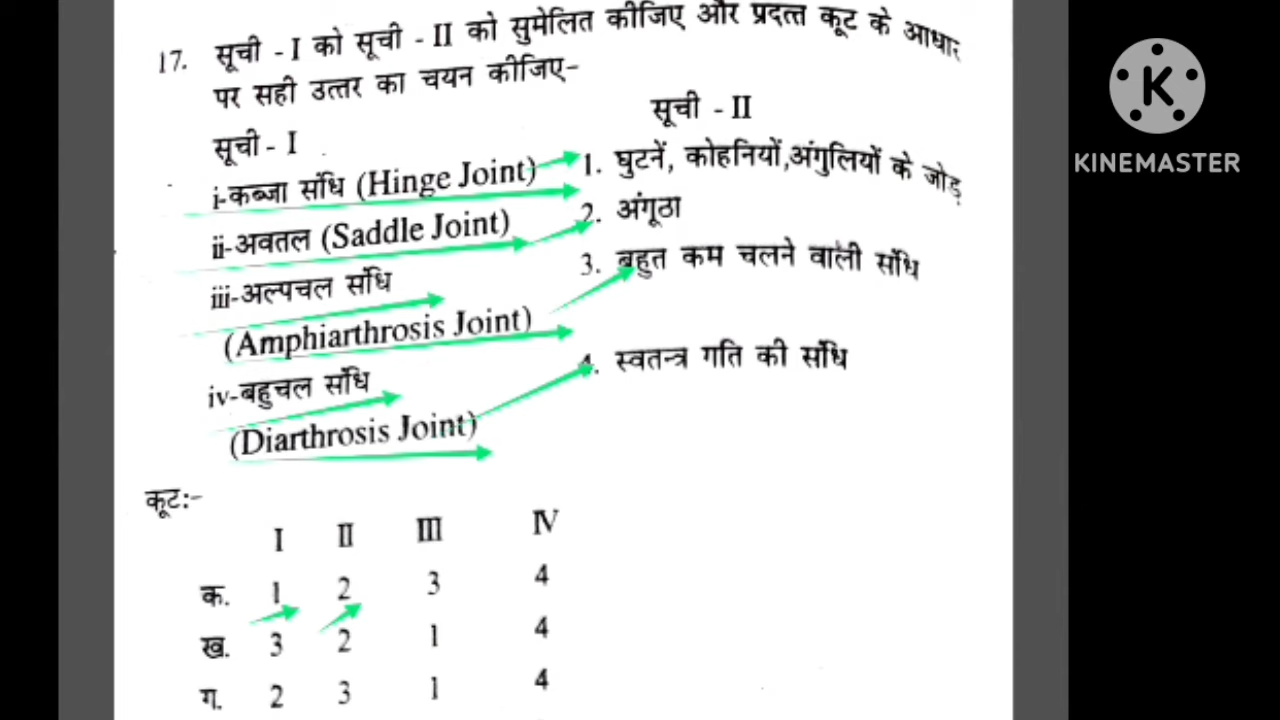 17. सूची - I को सूची - II को सुमेलित कीजिए और प्रदत्त कूट के आधार
पर सही उत्तर का चयन कीजिए-
सूची - I सूची - II
i-कब्जा संधि (Hinge Joint) 1. घुटनें, कोहनियों,अंगुलियों के जोड़
ii-अवतल (Saddle Joint) 2. अंगूठा
iii-अल्पचल संधि 3. बहुत कम चलने वाली संधि
(Amphiarthrosis Joint)
iv-बहुचल संधि 4. स्वतन्त्र गति की संधि
(Diarthrosis Joint)
कूट:-
I II III IV
क. 1 2 3 4
ख. 3 2 1 4
ग. 2 3 1 4
K
KINEMASTER